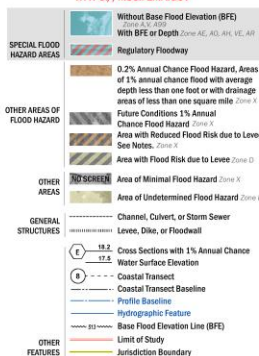 Without Base Flood Elevation (BFE)
Zone A, V, A99
With BFE or Depth Zone AE, AO, AH, VE, AR
SPECIAL FLOOD
HAZARD AREAS
Regulatory Floodway
0.2% Annual Chance Flood Hazard, Areas
of 1% annual chance flood with average
depth less than one foot or with drainage
areas of less than one square mile Zone X
Future Conditions 1% Annual
Chance Flood Hazard Zone X
OTHER AREAS OF
FLOOD HAZARD
Area with Reduced Flood Risk due to Levee
See Notes. Zone X
Area with Flood Risk due to Levee Zone D
NO SCREEN Area of Minimal Flood Hazard Zone X
OTHER
AREAS
Area of Undetermined Flood Hazard Zone
GENERAL
STRUCTURES
Channel, Culvert, or Storm Sewer
Levee, Dike, or Floodwall
E 18.2 Cross Sections with 1% Annual Chance
17.5 Water Surface Elevation
8 Coastal Transect
Coastal Transect Baseline
Profile Baseline
Hydrographic Feature
513 Base Flood Elevation Line (BFE)
OTHER
FEATURES
Limit of Study
Jurisdiction Boundary